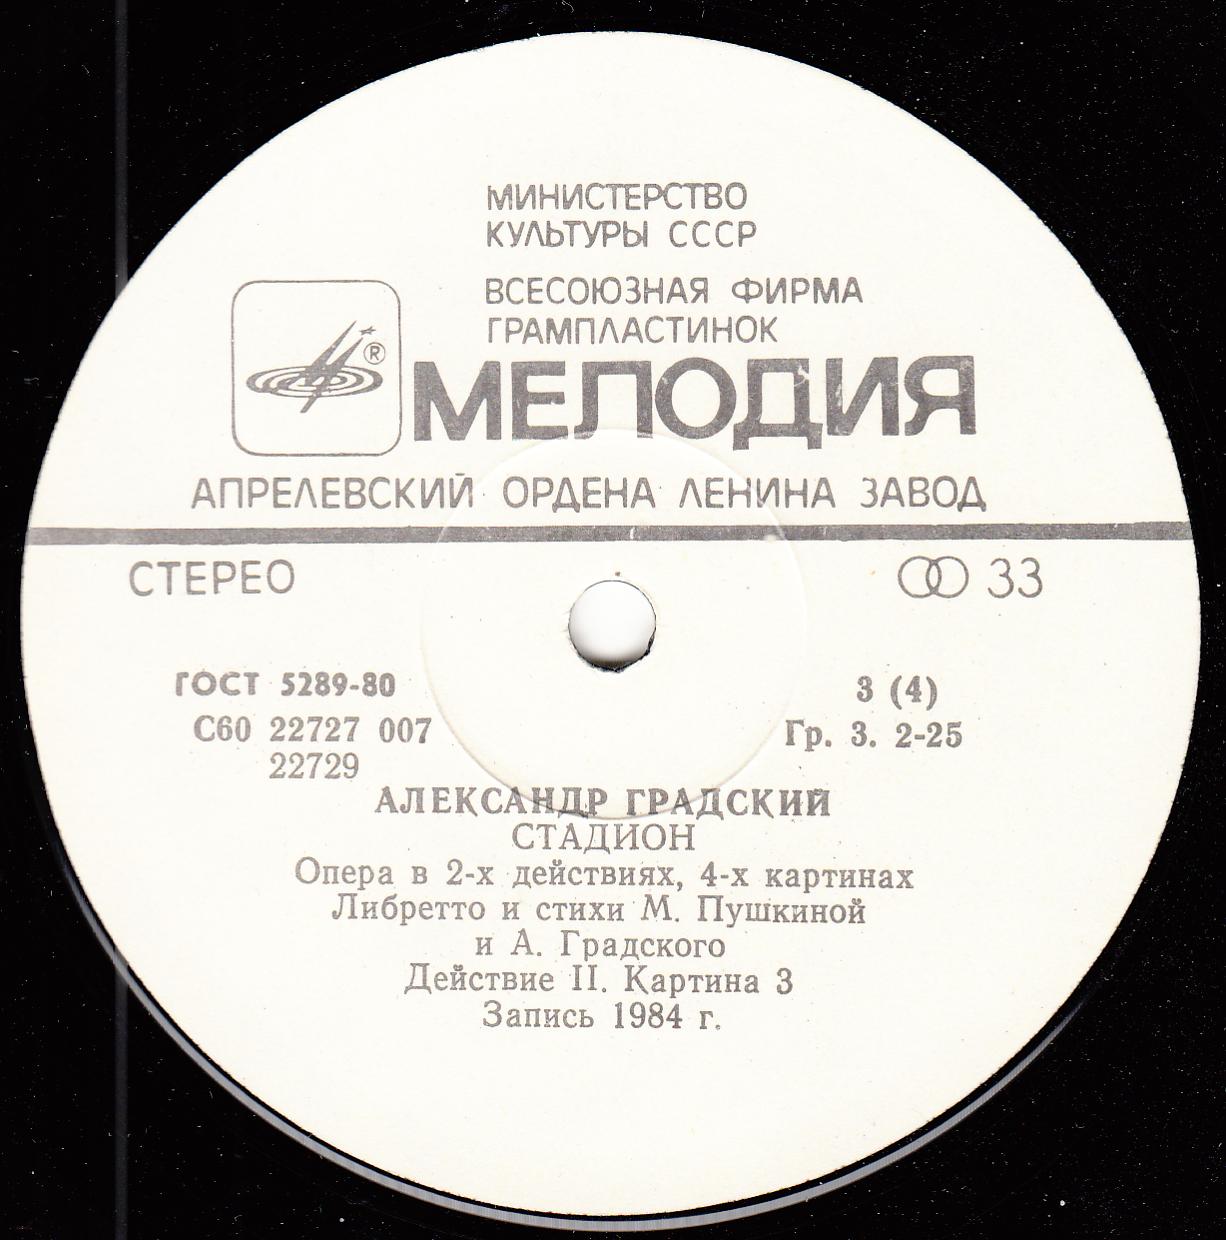 МИНИСТЕРСТВО
КУЛЬТУРЫ СССР
ВСЕСОЮЗНАЯ ФИРМА
ГРАМПЛАСТИНОК
®
МЕЛОДИЯ
АПРЕЛЕВСКИЙ ОРДЕНА ЛЕНИНА ЗАВОД
СТЕРЕО
33
ГОСТ 5289-80
3 (4)
С60 22727 007
Гр. 3. 2-25
22729
АЛЕКСАНДР ГРАДСКИЙ
СТАДИОН
Опера в 2-х действиях, 4-х картинах
Либретто и стихи М. Пушкиной
и А. Градского
Действие II. Картина 3
Запись 1984 г.